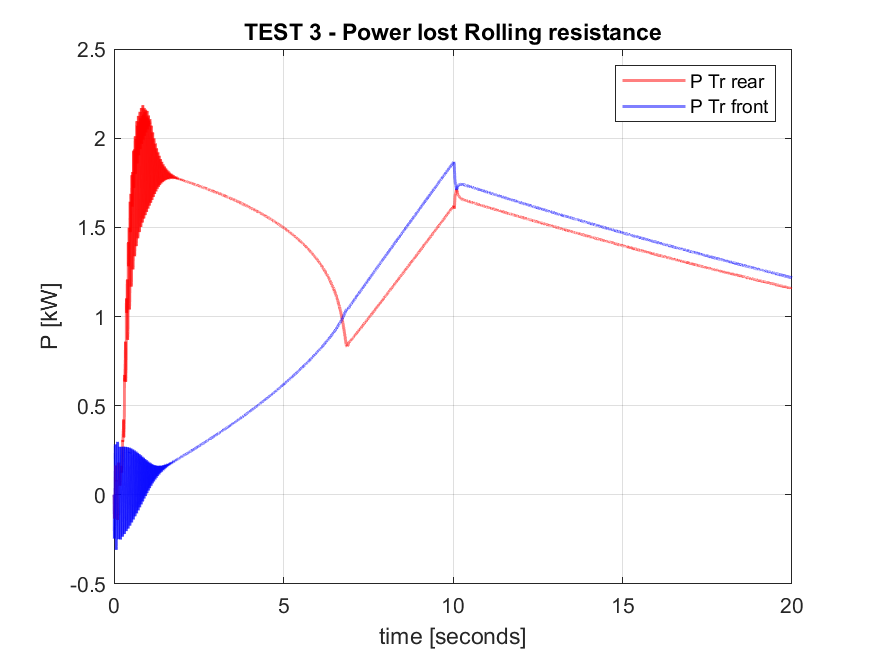 TEST 3 - Power lost Rolling resistance
P Tr rear
P Tr front
2.5
2
1.5
1
0.5
0
-0.5
P [kW]
0 5 10 15 20
time [seconds]